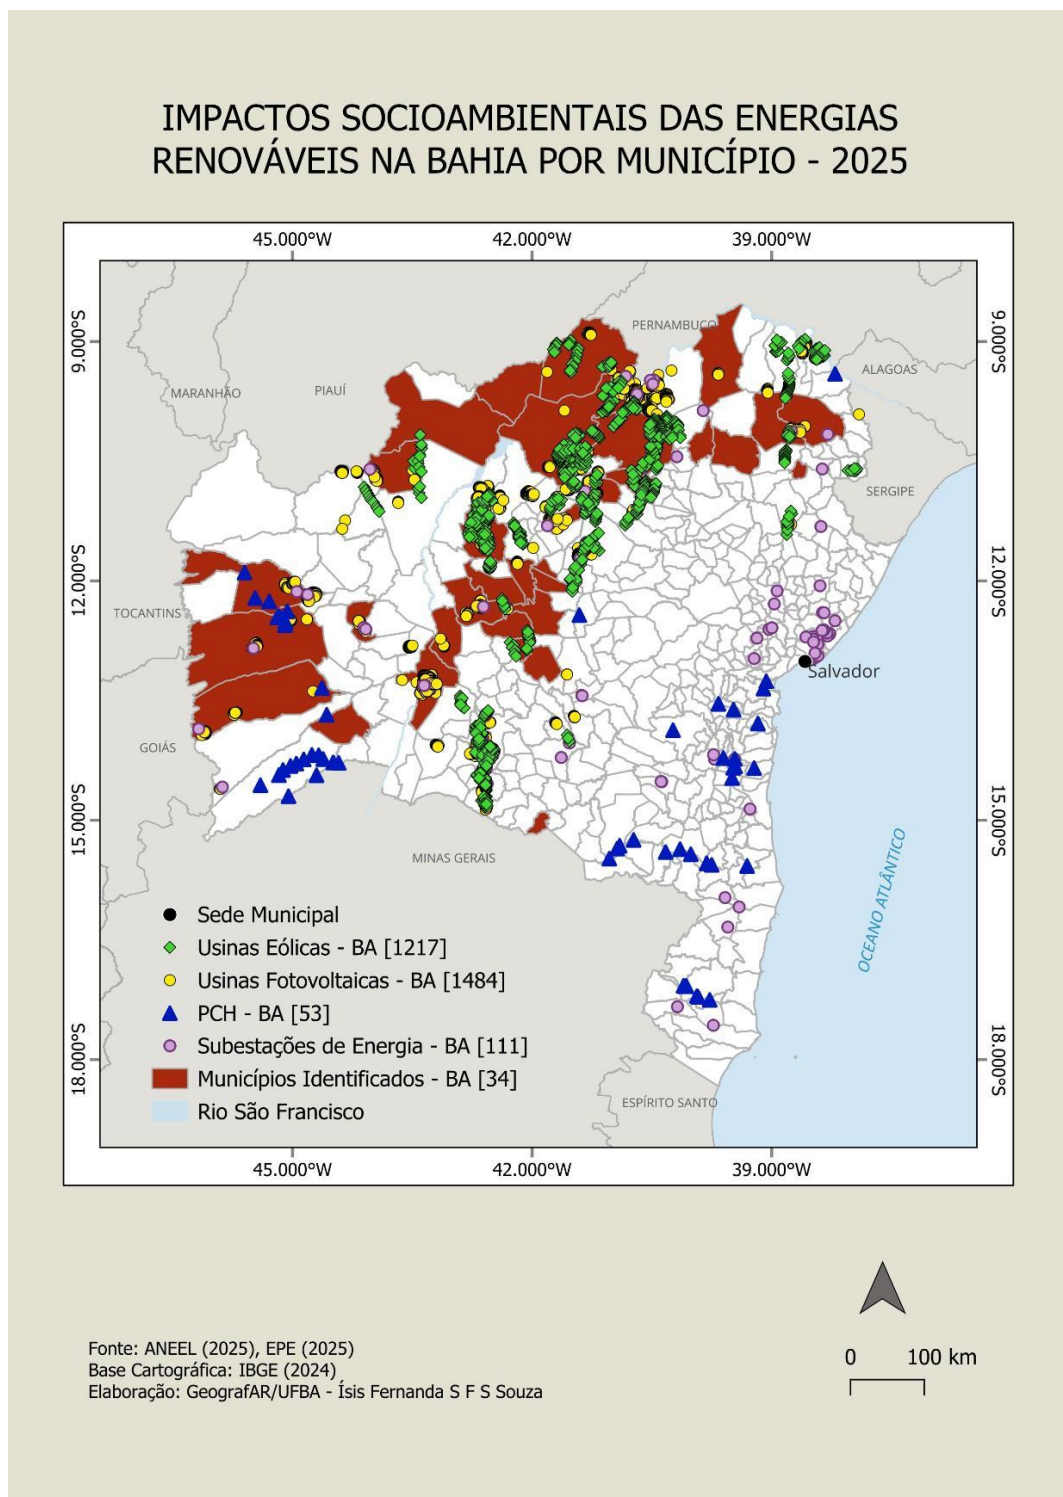 IMPACTOS SOCIOAMBIENTAIS DAS ENERGIAS
RENOVÁVEIS NA BAHIA POR MUNICÍPIO - 2025
45.000°W
42.000°W
39.000°W
9.000°S
9.000°S
PERNAMBUCO
ALAGOAS
MARANHÃO
PIAUÍ
SERGIPE
12.000°S
12.000°S
TOCANTINS
Salvador
GOIÁS
15.000°S
15.000°S
MINAS GERAIS
OCEANO ATLÂNTICO
Sede Municipal
Usinas Eólicas - BA [1217]
Usinas Fotovoltaicas - BA [1484]
PCH - BA [53]
Subestações de Energia - BA [111]
Municípios Identificados - BA [34]
Rio São Francisco
18.000°S
18.000°S
ESPÍRITO SANTO
45.000°W
42.000°W
39.000°W
Fonte: ANEEL (2025), EPE (2025)
Base Cartográfica: IBGE (2024)
Elaboração: GeografAR/UFBA - Ísis Fernanda S F S Souza
0
100 km